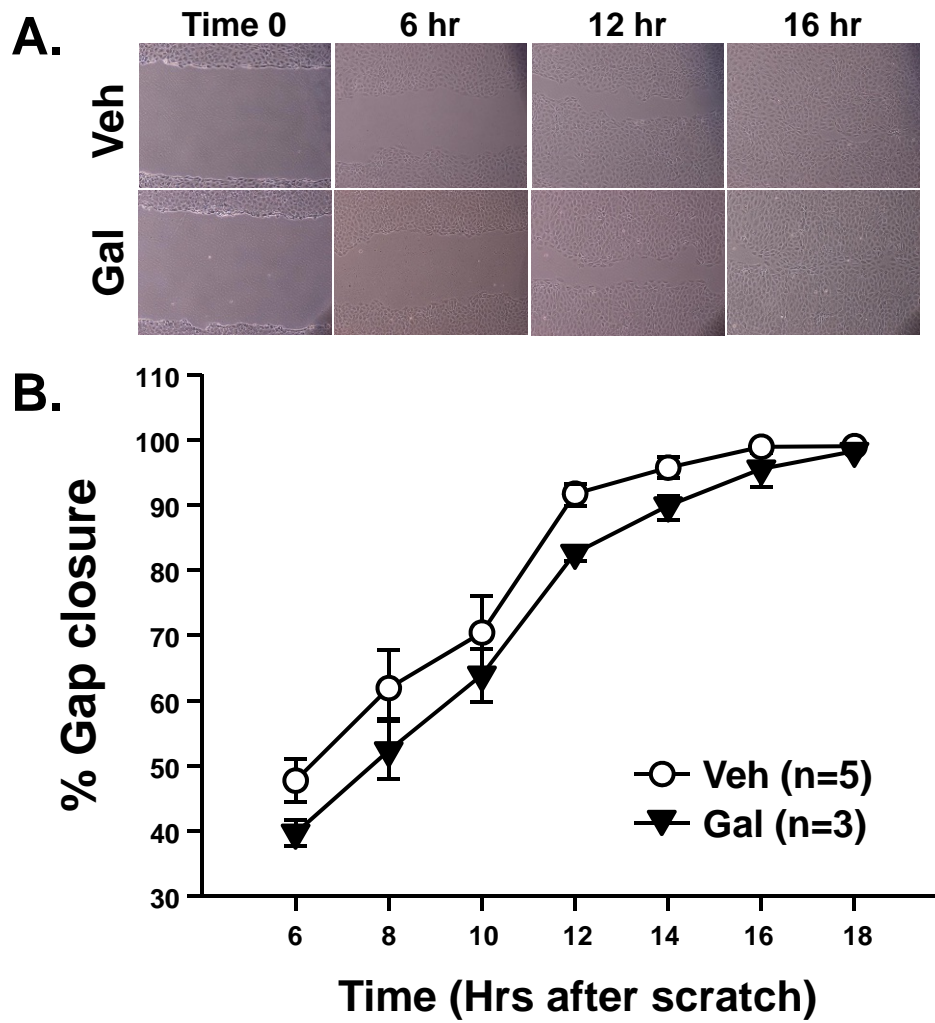 A.
Time 0 6 hr 12 hr 16 hr
Veh
Gal
B.
110
100
90
80
70
60
50
40
30
% Gap closure
Veh (n=5)
Gal (n=3)
6 8 10 12 14 16 18
Time (Hrs after scratch)